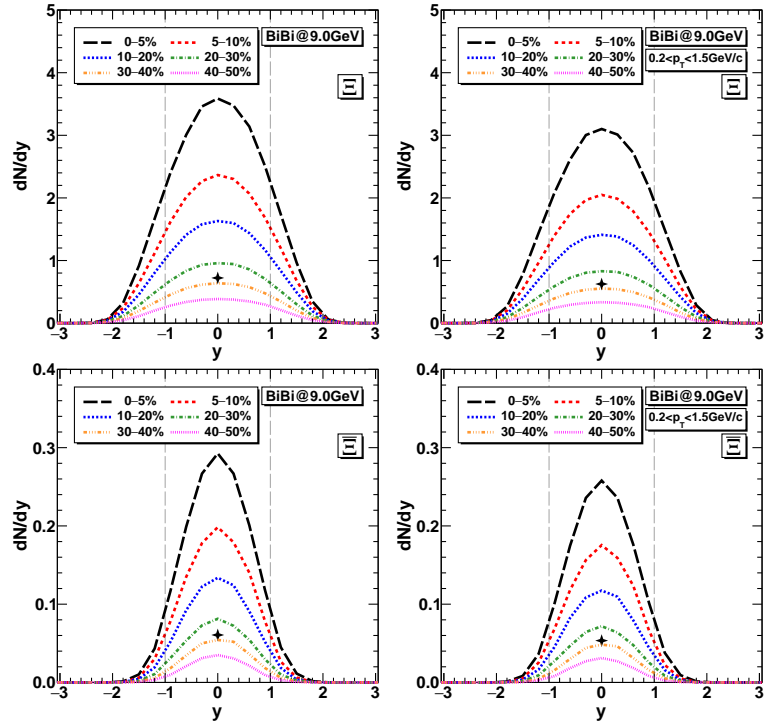 5
4
3
2
1
0
dN/dy
0–5%
5–10%
10–20%
20–30%
30–40%
40–50%
BiBi@9.0GeV
Ξ
−3 −2 −1 0 1 2 3
y
5
4
3
2
1
0
dN/dy
0–5%
5–10%
10–20%
20–30%
30–40%
40–50%
BiBi@9.0GeV
0.2<p_T<1.5GeV/c
Ξ
−3 −2 −1 0 1 2 3
y
0.4
0.3
0.2
0.1
0.0
dN/dy
0–5%
5–10%
10–20%
20–30%
30–40%
40–50%
BiBi@9.0GeV
Ξ̅
−3 −2 −1 0 1 2 3
y
0.4
0.3
0.2
0.1
0.0
dN/dy
0–5%
5–10%
10–20%
20–30%
30–40%
40–50%
BiBi@9.0GeV
0.2<p_T<1.5GeV/c
Ξ̅
−3 −2 −1 0 1 2 3
y